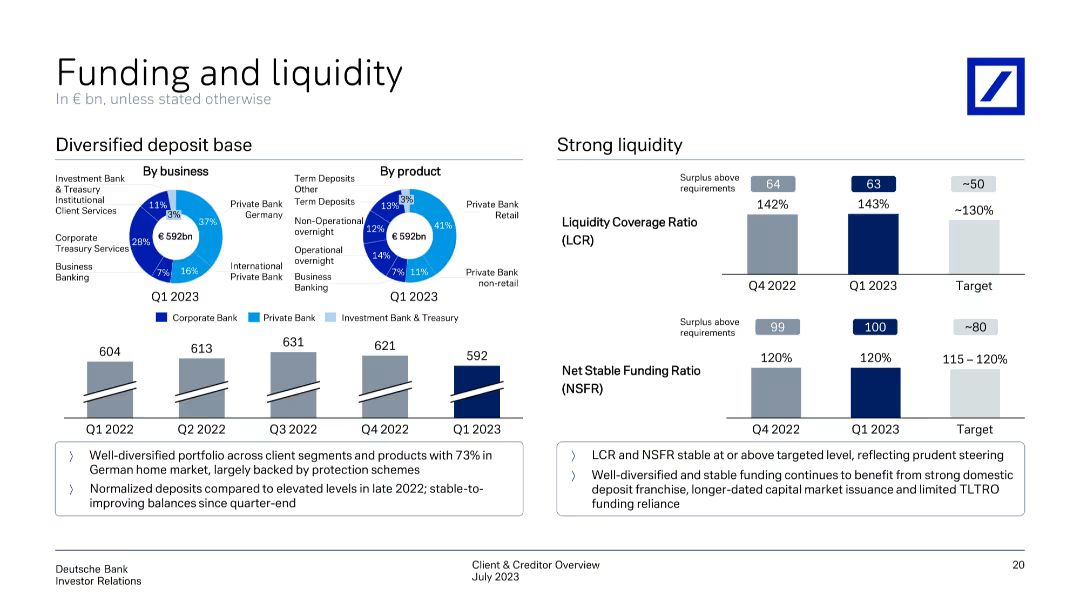 Funding and liquidity
In € bn, unless stated otherwise
Diversified deposit base
By business
Investment Bank
& Treasury
Institutional
Client Services
Corporate
Treasury Services
Business
Banking
11%
3%
37%
28%
€ 592bn
7%
16%
Private Bank
Germany
International
Private Bank
Q1 2023
By product
Term Deposits
Other
Term Deposits
Non-Operational
overnight
Operational
overnight
Business
Banking
13%
3%
41%
12%
€ 592bn
14%
7%
11%
Private Bank
Retail
Private Bank
non-retail
Q1 2023
Corporate Bank
Private Bank
Investment Bank & Treasury
604
613
631
621
592
Q1 2022
Q2 2022
Q3 2022
Q4 2022
Q1 2023
〉 Well-diversified portfolio across client segments and products with 73% in
German home market, largely backed by protection schemes
〉 Normalized deposits compared to elevated levels in late 2022; stable-to-
improving balances since quarter-end
Strong liquidity
Surplus above
requirements
64
63
~50
Liquidity Coverage Ratio
(LCR)
142%
143%
~130%
Q4 2022
Q1 2023
Target
Surplus above
requirements
99
100
~80
Net Stable Funding Ratio
(NSFR)
120%
120%
115 – 120%
Q4 2022
Q1 2023
Target
〉 LCR and NSFR stable at or above targeted level, reflecting prudent steering
〉 Well-diversified and stable funding continues to benefit from strong domestic
deposit franchise, longer-dated capital market issuance and limited TLTRO
funding reliance
Deutsche Bank
Investor Relations
Client & Creditor Overview
July 2023
20